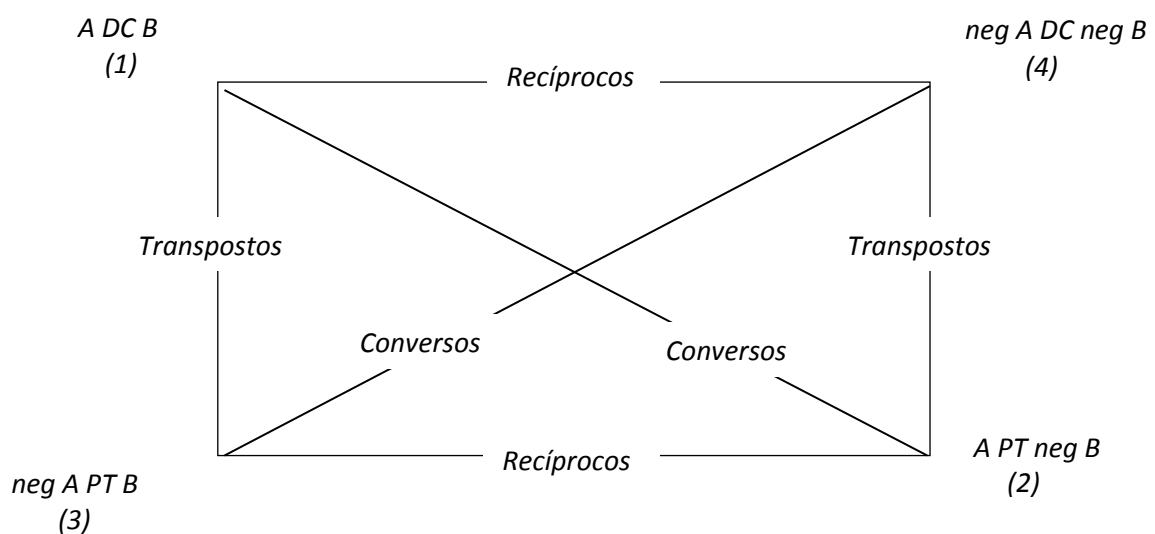 A DC B
(1)
neg A DC neg B
(4)
Recíprocos
Transpostos
Transpostos
Conversos
Conversos
Recíprocos
neg A PT B
(3)
A PT neg B
(2)